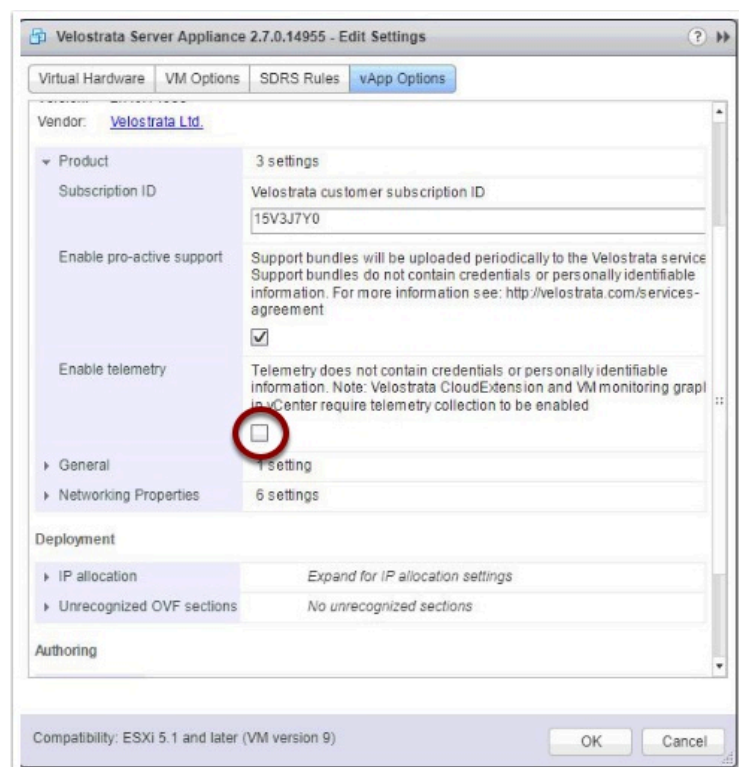 Velostrata Server Appliance 2.7.0.14955 - Edit Settings
Virtual Hardware VM Options SDRS Rules vApp Options
Vendor: Velostrata Ltd.
Product 3 settings
Subscription ID Velostrata customer subscription ID
15V3J7Y0
Enable pro-active support Support bundles will be uploaded periodically to the Velostrata service
Support bundles do not contain credentials or personally identifiable
information. For more information see: http://velostrata.com/services-
agreement
Enable telemetry Telemetry does not contain credentials or personally identifiable
information. Note: Velostrata CloudExtension and VM monitoring grapl
in vCenter require telemetry collection to be enabled
General 1 setting
Networking Properties 6 settings
Deployment
IP allocation Expand for IP allocation settings
Unrecognized OVF sections No unrecognized sections
Authoring
Compatibility: ESXi 5.1 and later (VM version 9) OK Cancel